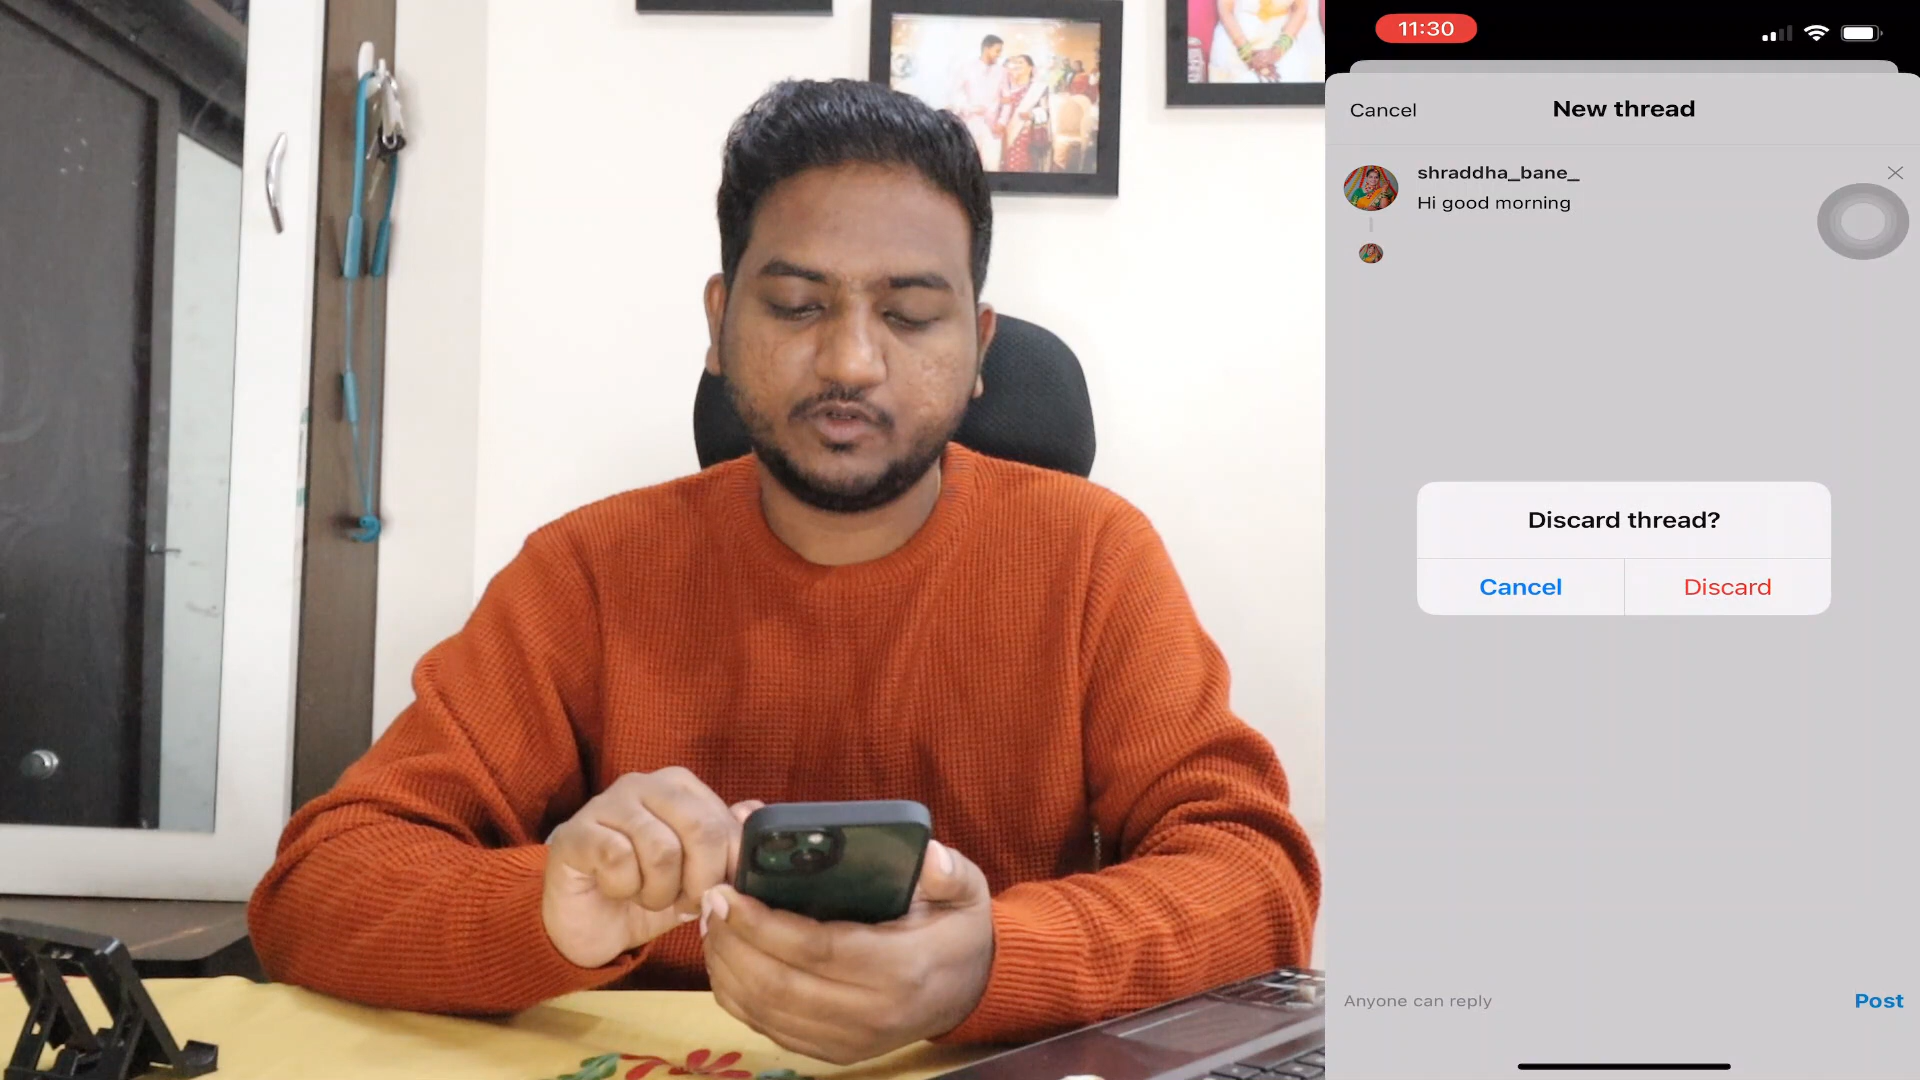 11:30
Cancel
New thread
shraddha_bane_
Hi good morning
Discard thread?
Cancel
Discard
Anyone can reply
Post